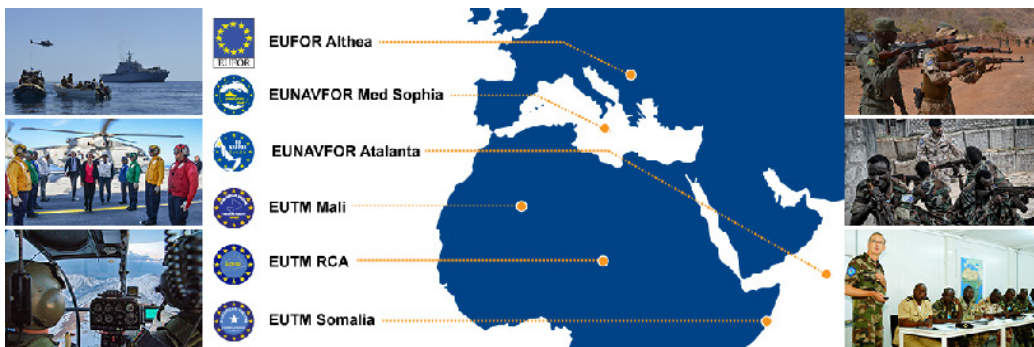 EUFOR
EUFOR Althea
EUNAVFOR Med Sophia
EUNAVFOR Atalanta
EUTM Mali
EUTM RCA
EUTM Somalia